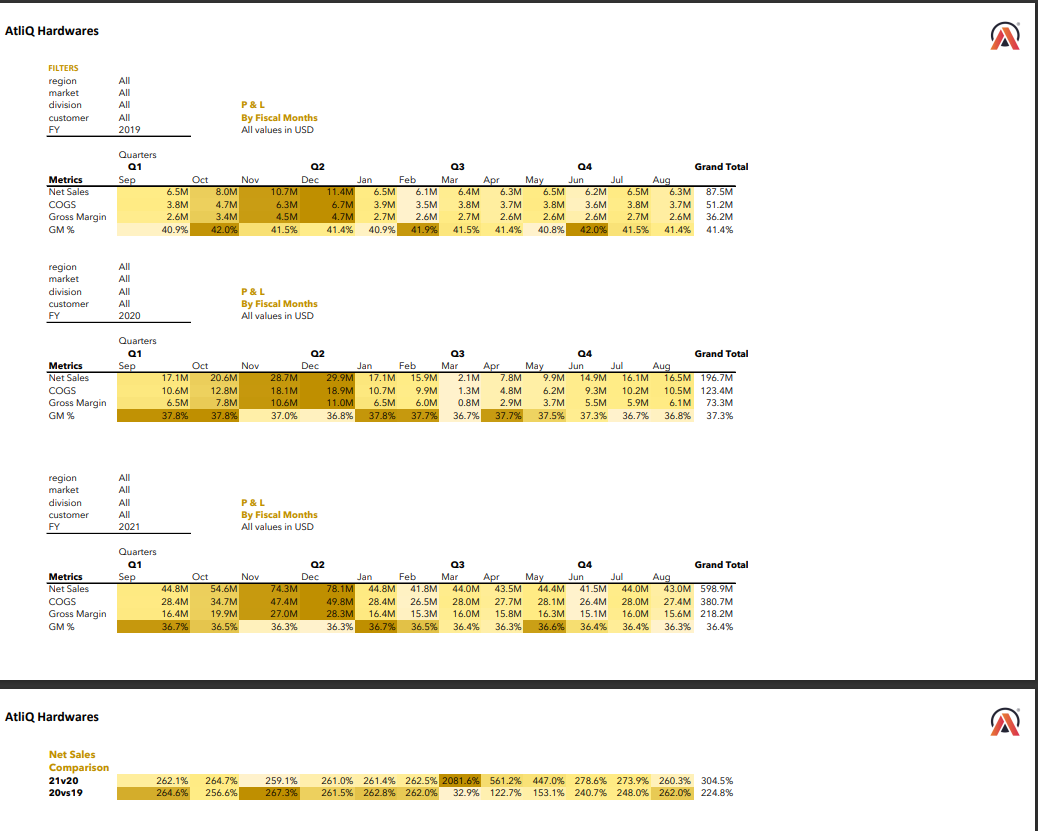 AtliQ Hardwares
FILTERS
region All
market All
division All P & L
customer All By Fiscal Months
FY 2019 All values in USD
Quarters
Q1 Q2 Q3 Q4 Grand Total
Metrics Sep Oct Nov Dec Jan Feb Mar Apr May Jun Jul Aug
Net Sales 6.5M 8.0M 10.7M 11.4M 6.5M 6.1M 6.4M 6.3M 6.5M 6.2M 6.5M 6.3M 87.5M
COGS 3.8M 4.7M 6.3M 6.7M 3.9M 3.5M 3.8M 3.7M 3.8M 3.6M 3.8M 3.7M 51.2M
Gross Margin 2.6M 3.4M 4.5M 4.7M 2.7M 2.6M 2.7M 2.6M 2.6M 2.6M 2.7M 2.6M 36.2M
GM % 40.9% 42.0% 41.5% 41.4% 40.9% 41.9% 41.5% 41.4% 40.8% 42.0% 41.5% 41.4% 41.4%
region All
market All
division All P & L
customer All By Fiscal Months
FY 2020 All values in USD
Quarters
Q1 Q2 Q3 Q4 Grand Total
Metrics Sep Oct Nov Dec Jan Feb Mar Apr May Jun Jul Aug
Net Sales 17.1M 20.6M 28.7M 29.9M 17.1M 15.9M 2.1M 7.8M 9.9M 14.9M 16.1M 16.5M 196.7M
COGS 10.6M 12.8M 18.1M 18.9M 10.7M 9.9M 1.3M 4.8M 6.2M 9.3M 10.2M 10.5M 123.4M
Gross Margin 6.5M 7.8M 10.6M 11.0M 6.5M 6.0M 0.8M 2.9M 3.7M 5.5M 5.9M 6.1M 73.3M
GM % 37.8% 37.8% 37.0% 36.8% 37.8% 37.7% 36.7% 37.7% 37.5% 37.3% 36.7% 36.8% 37.3%
region All
market All
division All P & L
customer All By Fiscal Months
FY 2021 All values in USD
Quarters
Q1 Q2 Q3 Q4 Grand Total
Metrics Sep Oct Nov Dec Jan Feb Mar Apr May Jun Jul Aug
Net Sales 44.8M 54.6M 74.3M 78.1M 44.8M 41.8M 44.0M 43.5M 44.4M 41.5M 44.0M 43.0M 598.9M
COGS 28.4M 34.7M 47.4M 49.8M 28.4M 26.5M 28.0M 27.7M 28.1M 26.4M 28.0M 27.4M 380.7M
Gross Margin 16.4M 19.9M 27.0M 28.3M 16.4M 15.3M 16.0M 15.8M 16.3M 15.1M 16.0M 15.6M 218.2M
GM % 36.7% 36.5% 36.3% 36.3% 36.7% 36.5% 36.4% 36.3% 36.6% 36.4% 36.4% 36.3% 36.4%
AtliQ Hardwares
Net Sales
Comparison
21v20 262.1% 264.7% 259.1% 261.0% 261.4% 262.5% 2081.6% 561.2% 447.0% 278.6% 273.9% 260.3% 304.5%
20vs19 264.6% 256.6% 267.3% 261.5% 262.8% 262.0% 32.9% 122.7% 153.1% 240.7% 248.0% 262.0% 224.8%